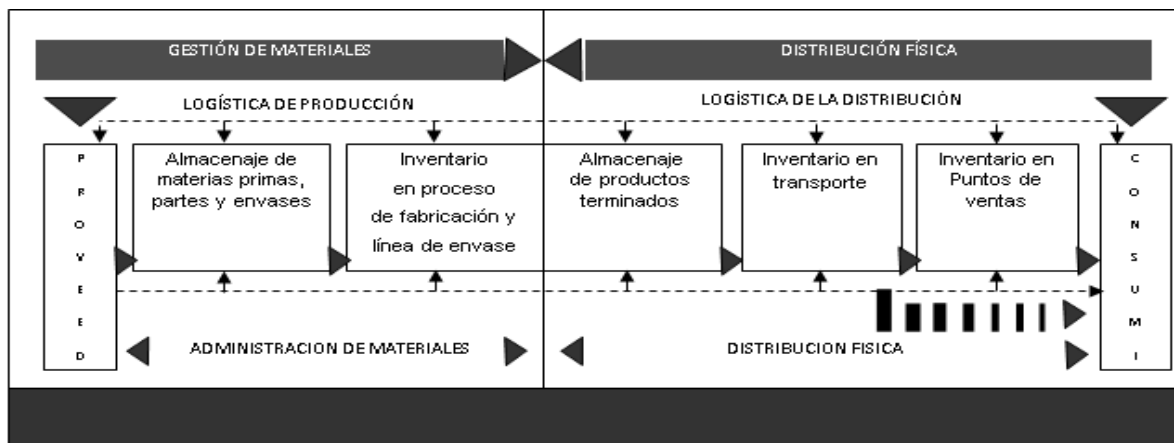 GESTIÓN DE MATERIALES
DISTRIBUCIÓN FÍSICA
LOGÍSTICA DE PRODUCCIÓN
LOGÍSTICA DE LA DISTRIBUCIÓN
P
R
O
V
E
E
D
Almacenaje de
materias primas,
partes y envases
Inventario
en proceso
de fabricación y
línea de envase
Almacenaje
de productos
terminados
Inventario en
transporte
Inventario en
Puntos de
ventas
C
O
N
S
U
M
I
ADMINISTRACION DE MATERIALES
DISTRIBUCION FISICA